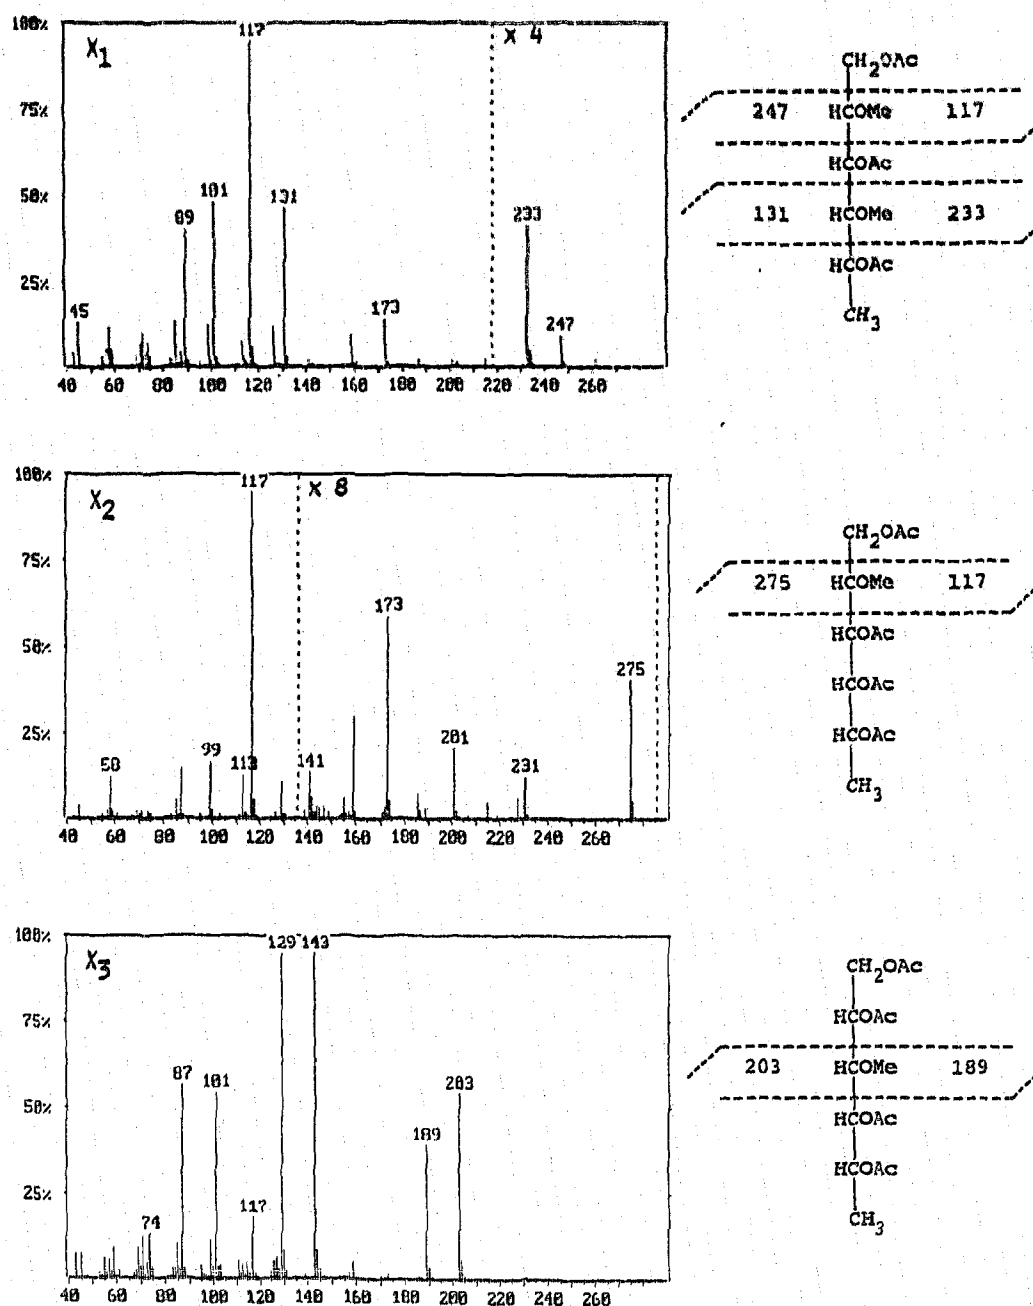 100%
75%
50%
25%
X1
x 4
45
89
101
117
131
173
233
247
40 60 80 100 120 140 160 180 200 220 240 260
CH2OAc
247 HCOMe 117
HCOAc
131 HCOMe 233
HCOAc
CH3
100%
75%
50%
25%
X2
x 8
58
99
113
117
141
173
201
231
275
40 60 80 100 120 140 160 180 200 220 240 260
CH2OAc
275 HCOMe 117
HCOAc
HCOAc
HCOAc
CH3
100%
75%
50%
25%
X3
74
87
101
117
129
143
189
203
40 60 80 100 120 140 160 180 200 220 240 260
CH2OAc
HCOAc
203 HCOMe 189
HCOAc
HCOAc
CH3